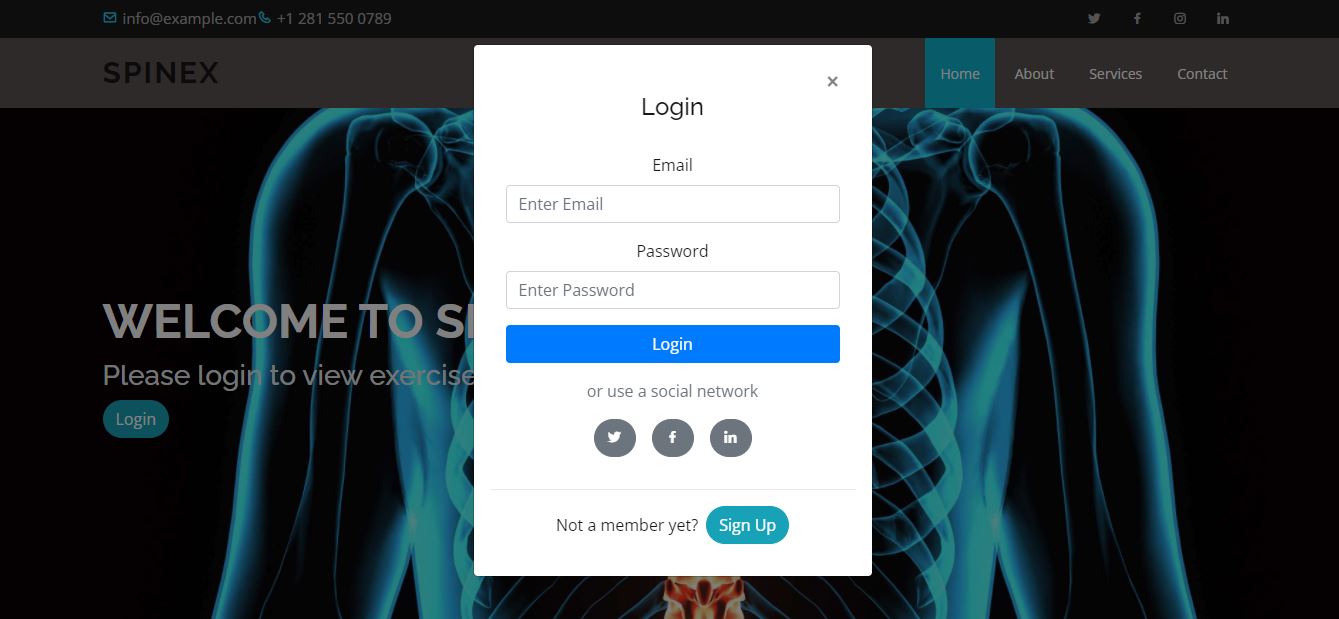 info@example.com +1 281 550 0789
SPINEX
Home About Services Contact
×
Login
Email
Enter Email
Password
Enter Password
Login
or use a social network
Not a member yet? Sign Up
WELCOME TO
Please login to view exercise
Login